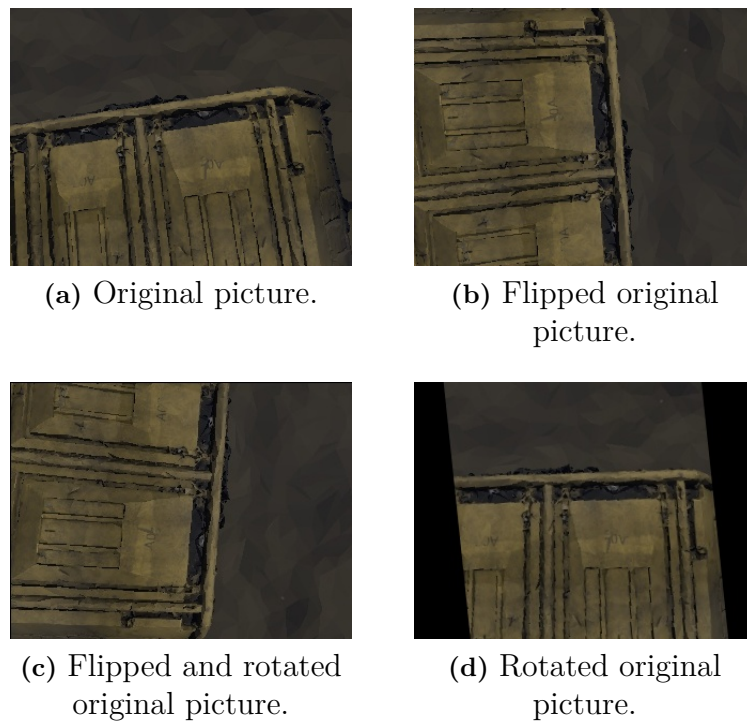 (a) Original picture.
(b) Flipped original
picture.
(c) Flipped and rotated
original picture.
(d) Rotated original
picture.